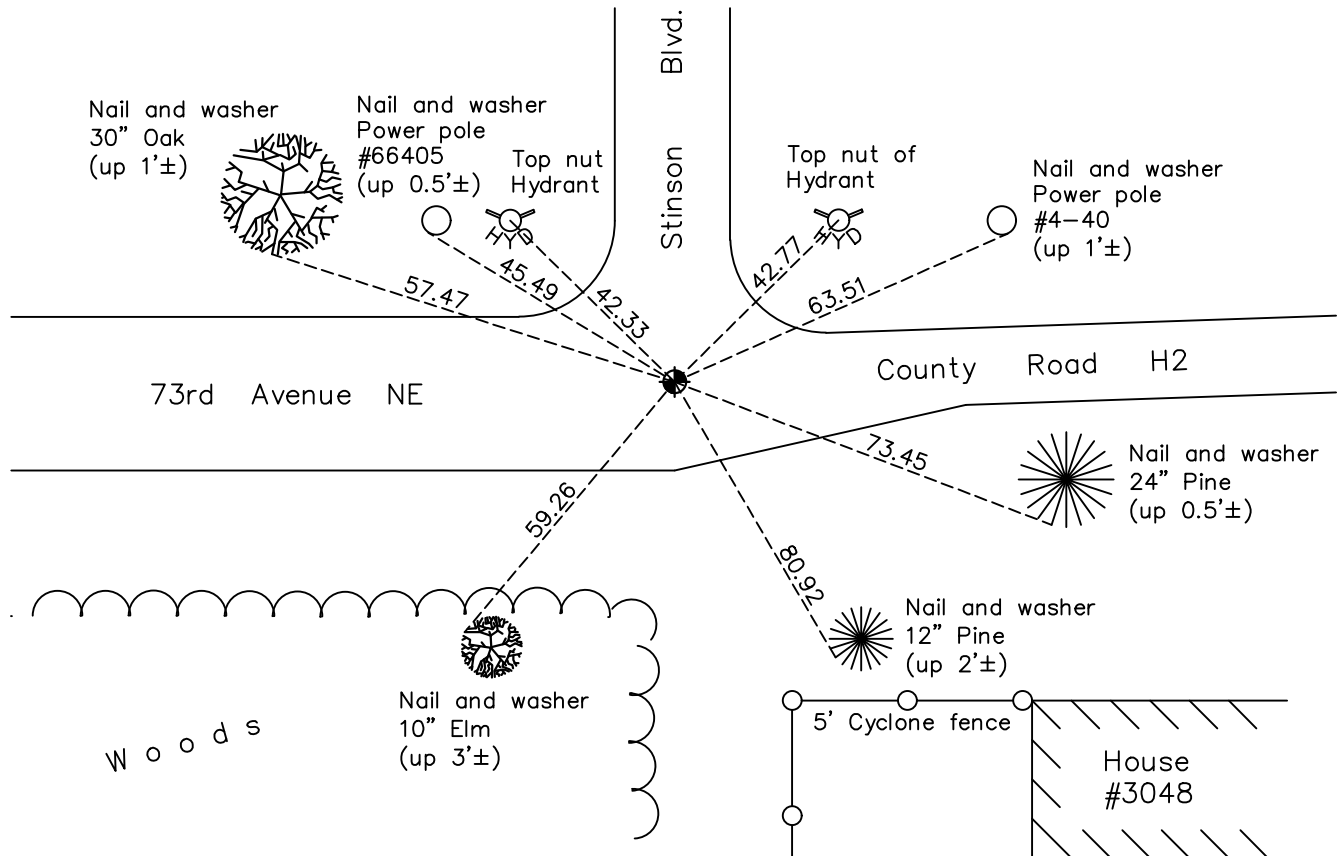 Stinson Blvd.
Nail and washer
30” Oak
(up 1’±)
Nail and washer
Power pole
#66405
(up 0.5’±)
Top nut
Hydrant
HYD
Top nut of
Hydrant
HYD
Nail and washer
Power pole
#4–40
(up 1’±)
57.47
45.49
42.33
42.77
63.51
73rd Avenue NE
County Road H2
73.45
Nail and washer
24” Pine
(up 0.5’±)
59.26
80.92
Nail and washer
12” Pine
(up 2’±)
Nail and washer
10” Elm
(up 3’±)
Woods
5’ Cyclone fence
House
#3048